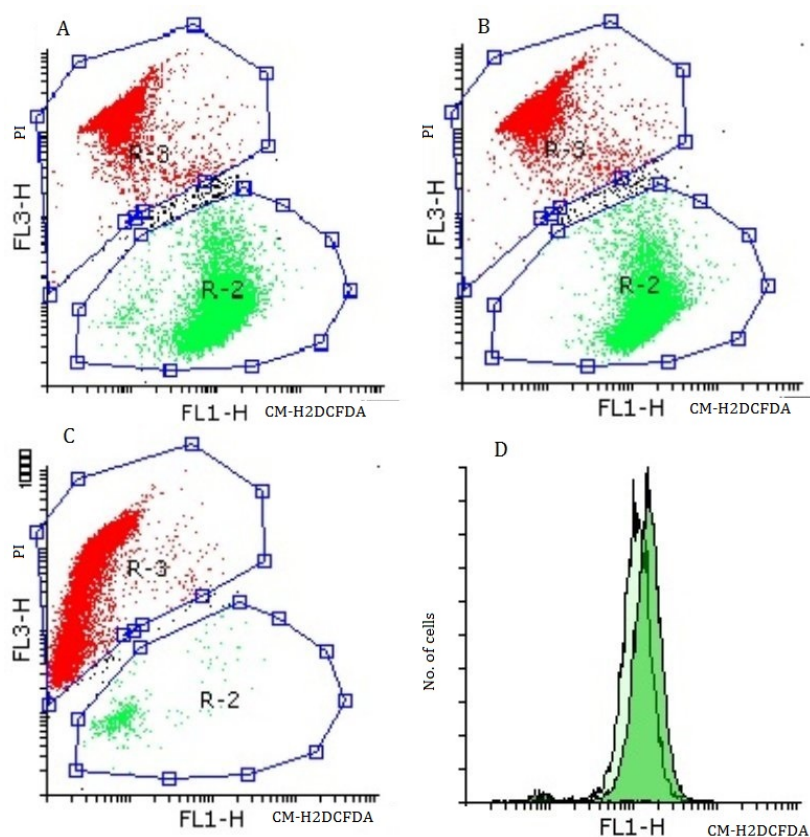 A
PI
FL3-H
R-3
R-2
FL1-H CM-H2DCFDA
B
PI
FL3-H
R-3
R-2
FL1-H CM-H2DCFDA
C
PI
FL3-H
R-3
R-2
FL1-H CM-H2DCFDA
D
No. of cells
FL1-H CM-H2DCFDA